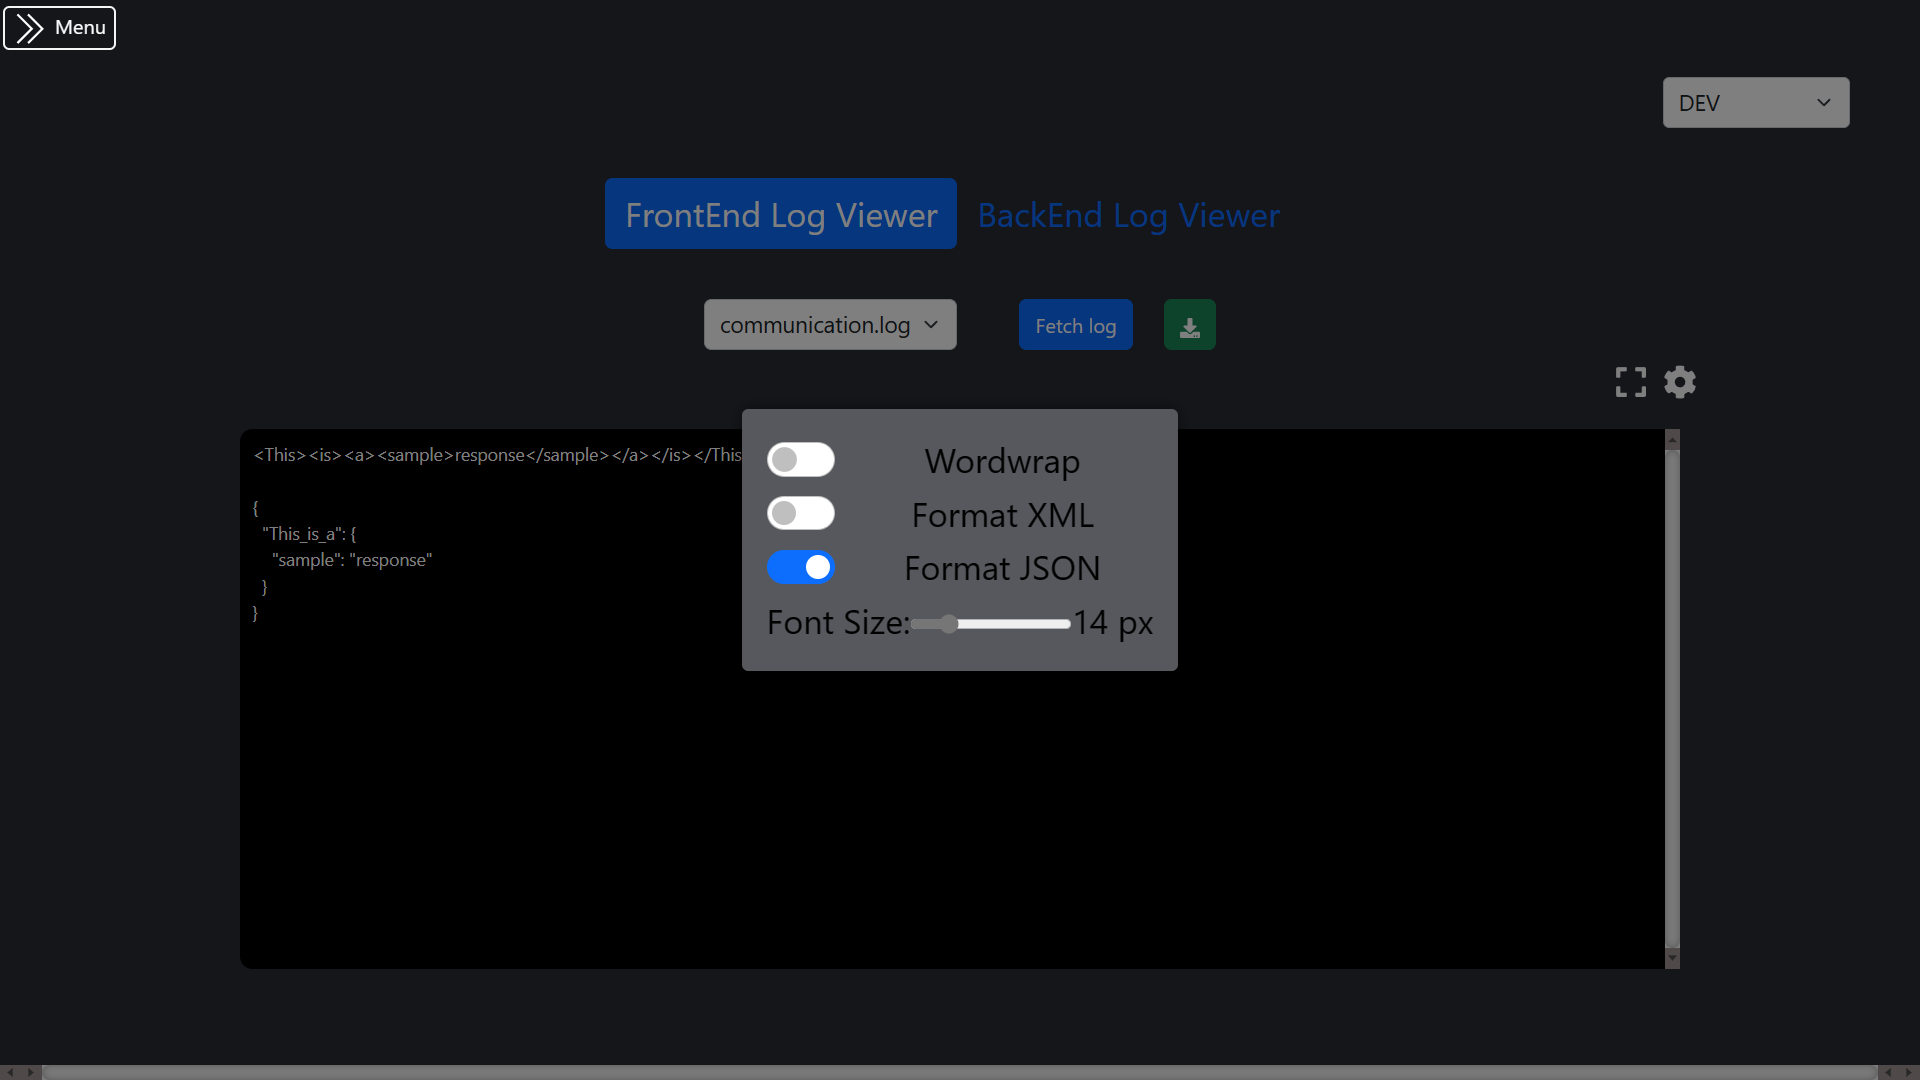 Menu
DEV
FrontEnd Log Viewer BackEnd Log Viewer
communication.log Fetch log
<This><is><a><sample>response</sample></a></is></This
{
"This_is_a": {
"sample": "response"
}
}
Wordwrap
Format XML
Format JSON
Font Size: 14 px